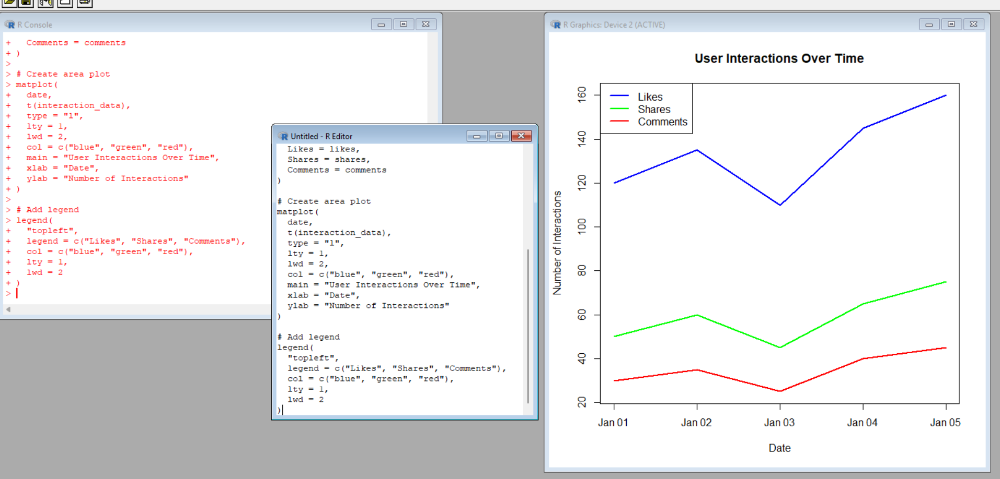 R Console
+   Comments = comments
+ )
>
> # Create area plot
> matplot(
+   date,
+   t(interaction_data),
+   type = "l",
+   lty = 1,
+   lwd = 2,
+   col = c("blue", "green", "red"),
+   main = "User Interactions Over Time",
+   xlab = "Date",
+   ylab = "Number of Interactions"
+ )
>
> # Add legend
> legend(
+   "topleft",
+   legend = c("Likes", "Shares", "Comments"),
+   col = c("blue", "green", "red"),
+   lty = 1,
+   lwd = 2
+ )
>
Untitled - R Editor
  Likes = likes,
  Shares = shares,
  Comments = comments
)
# Create area plot
matplot(
  date,
  t(interaction_data),
  type = "l",
  lty = 1,
  lwd = 2,
  col = c("blue", "green", "red"),
  main = "User Interactions Over Time",
  xlab = "Date",
  ylab = "Number of Interactions"
)
# Add legend
legend(
  "topleft",
  legend = c("Likes", "Shares", "Comments"),
  col = c("blue", "green", "red"),
  lty = 1,
  lwd = 2
)
R Graphics: Device 2 (ACTIVE)
User Interactions Over Time
Likes
Shares
Comments
Number of Interactions
160
140
120
100
80
60
40
20
Jan 01 Jan 02 Jan 03 Jan 04 Jan 05
Date